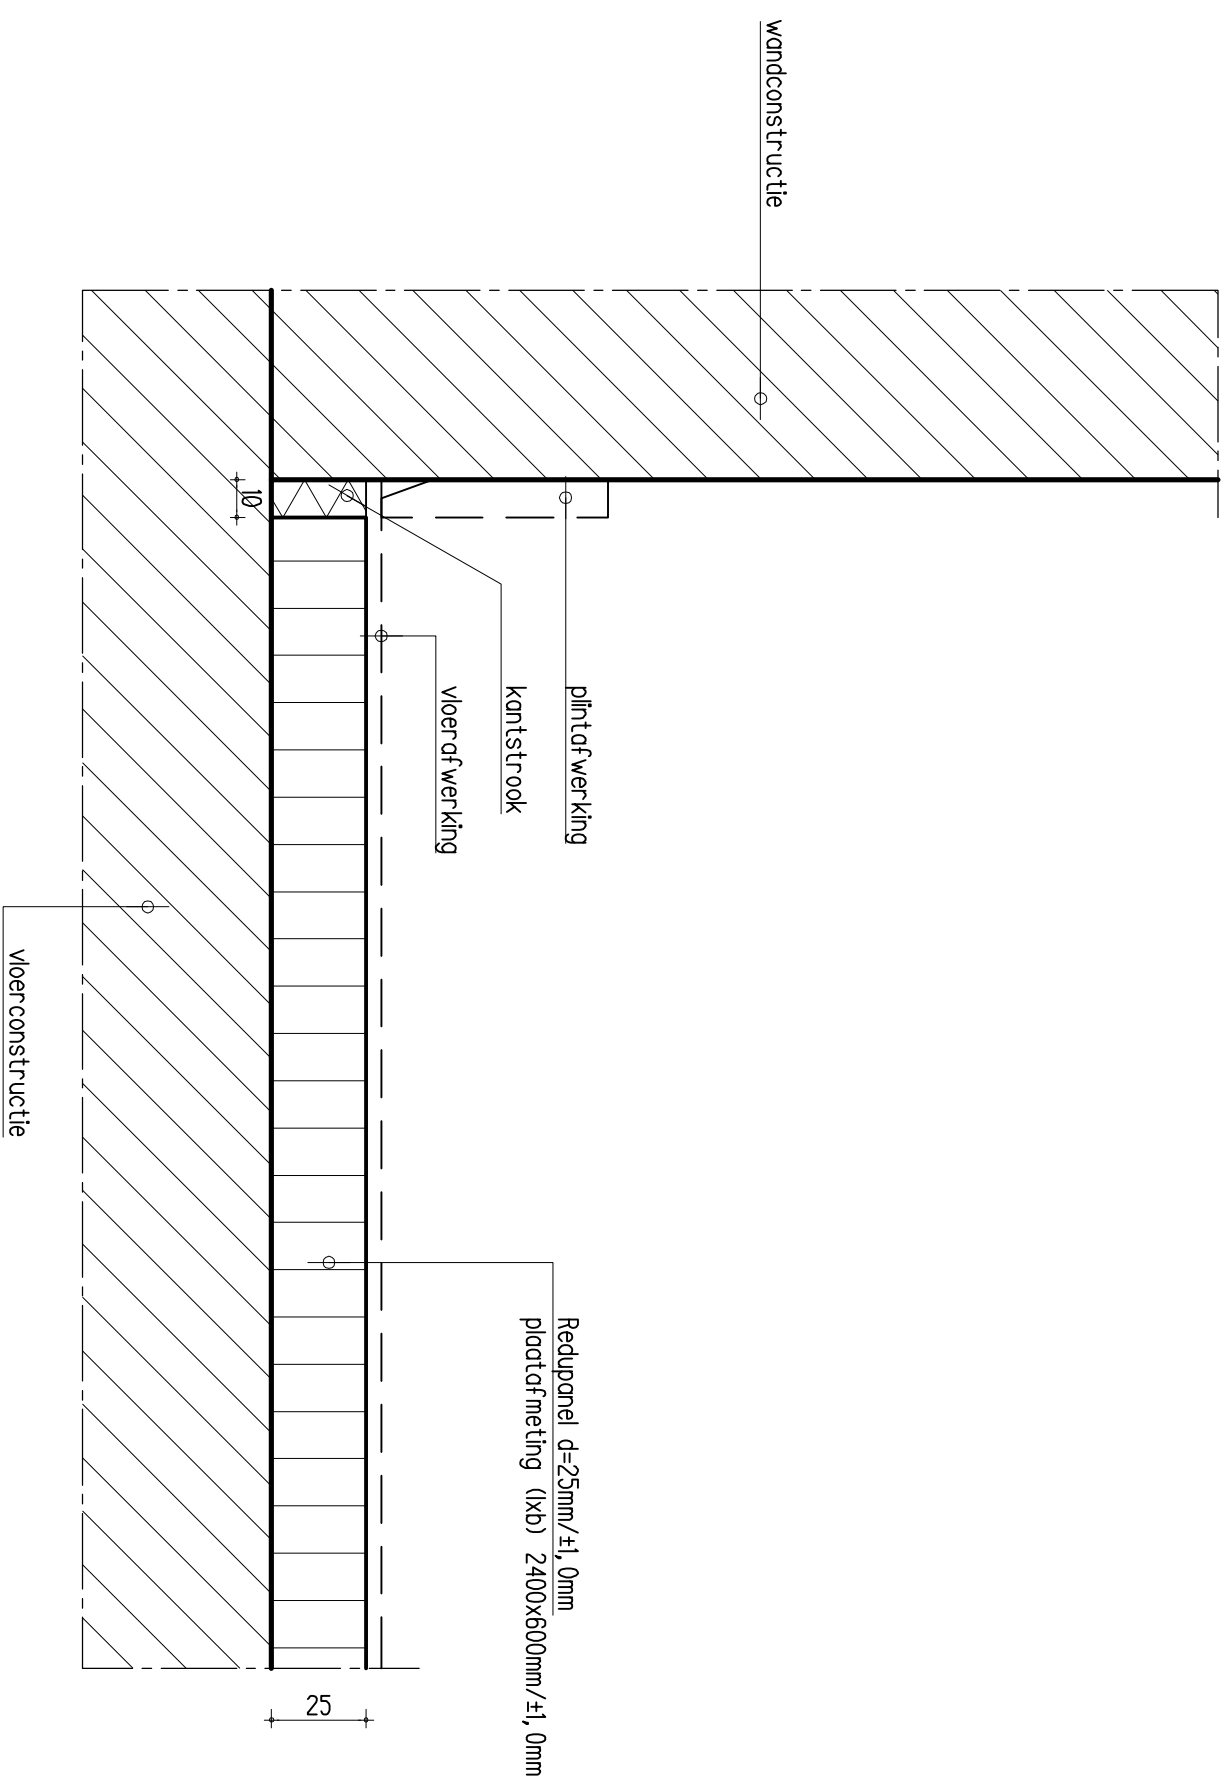 wandconstructie
plintafwerking
kantstrook
vloerafwerking
10
Redupanel d=25mm/±1,0mm
plaatafmeting (lxb) 2400x600mm/±1,0mm
25
vloerconstructie